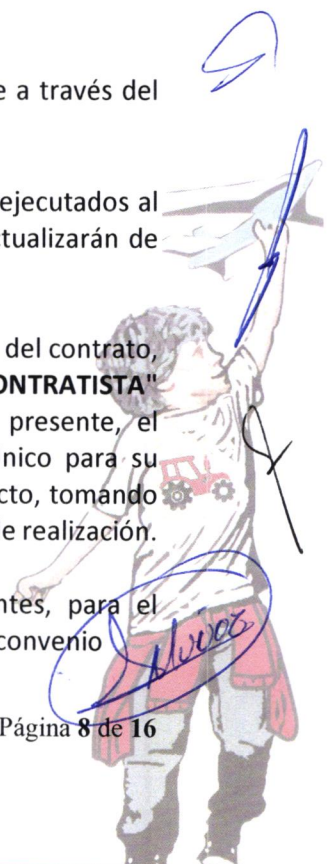 e a través del
ejecutados al
ctualizarán de
del contrato,
ONTRATISTA"
presente, el
nico para su
cto, tomando
e realización.
ntes, para el
convenio
Página 8 de 16